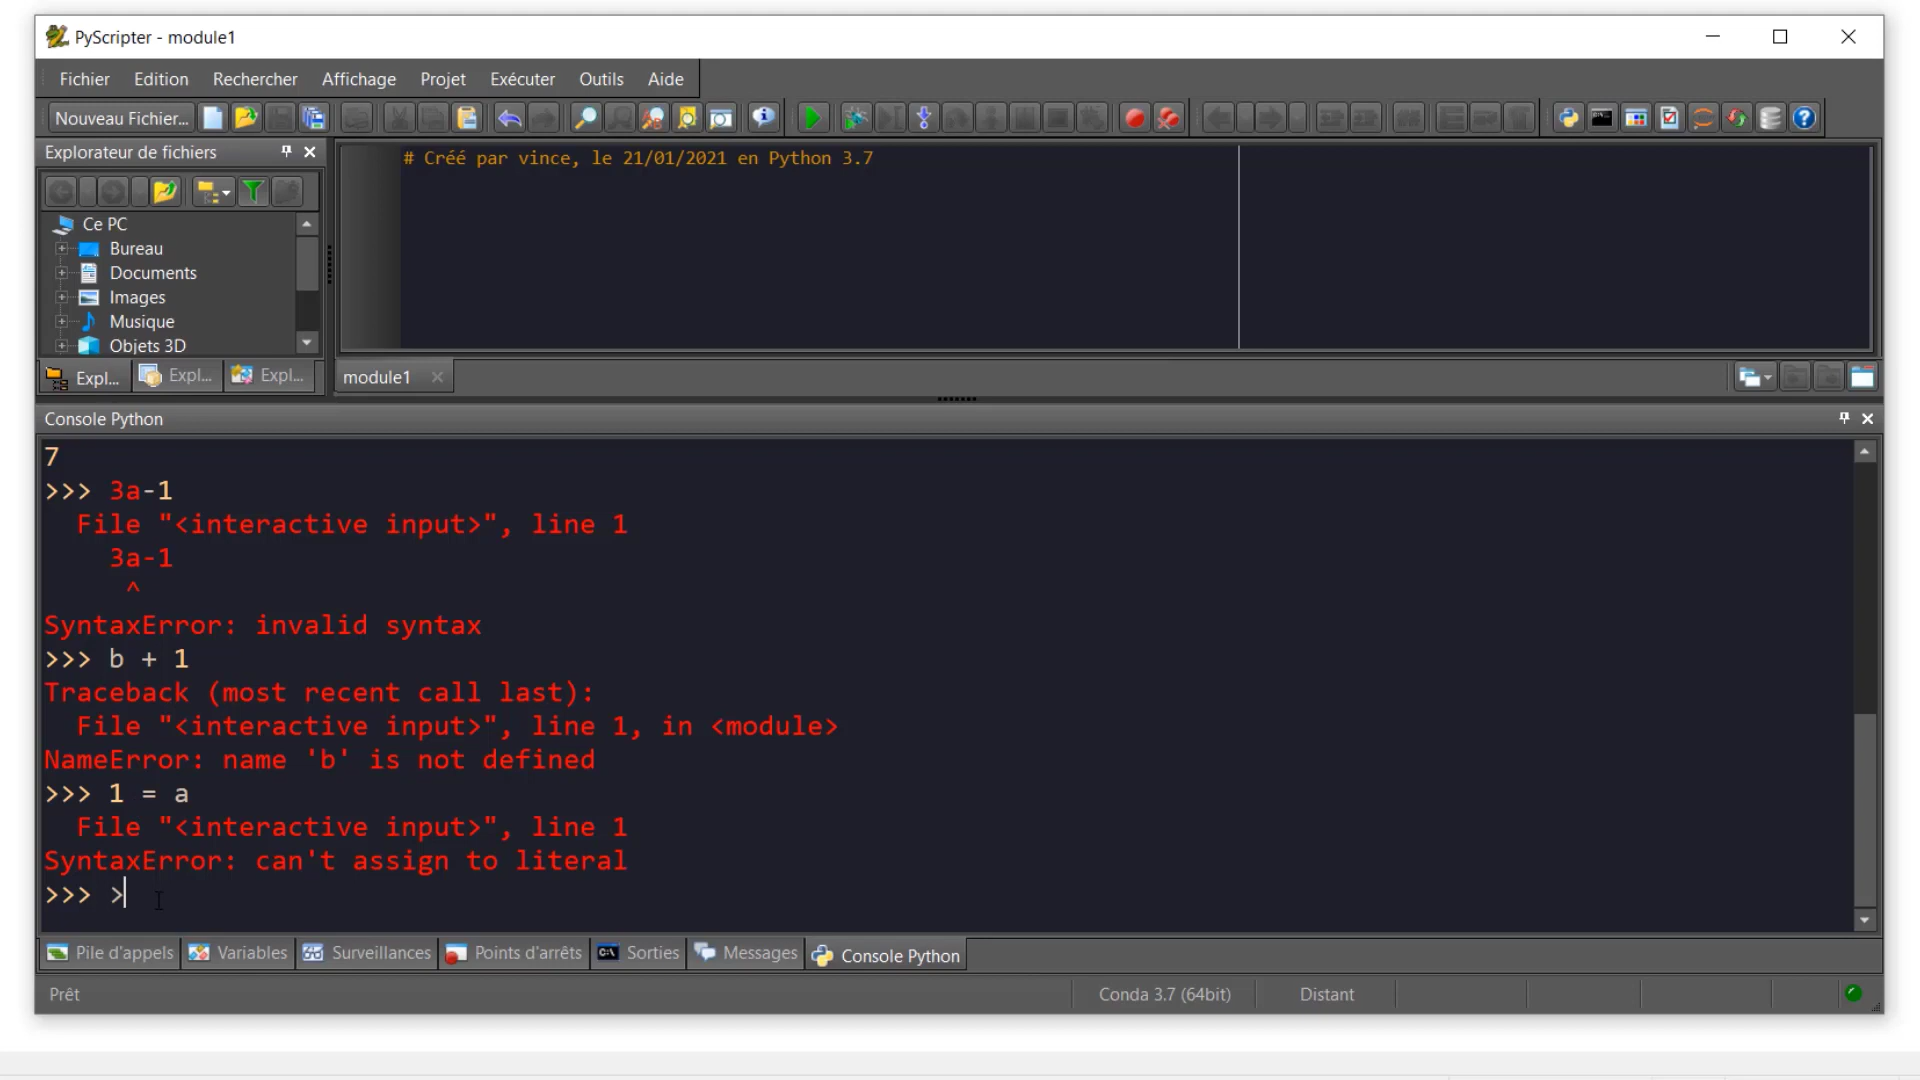 PyScripter - module1
Fichier Edition Rechercher Affichage Projet Exécuter Outils Aide
Nouveau Fichier...
Explorateur de fichiers
# Créé par vince, le 21/01/2021 en Python 3.7
Ce PC
Bureau
Documents
Images
Musique
Objets 3D
Expl... Expl... Expl...
module1
Console Python
7
>>> 3a-1
File "<interactive input>", line 1
3a-1
^
SyntaxError: invalid syntax
>>> b + 1
Traceback (most recent call last):
File "<interactive input>", line 1, in <module>
NameError: name 'b' is not defined
>>> 1 = a
File "<interactive input>", line 1
SyntaxError: can't assign to literal
>>> >
Pile d'appels Variables Surveillances Points d'arrêts Sorties Messages Console Python
Prêt Conda 3.7 (64bit) Distant